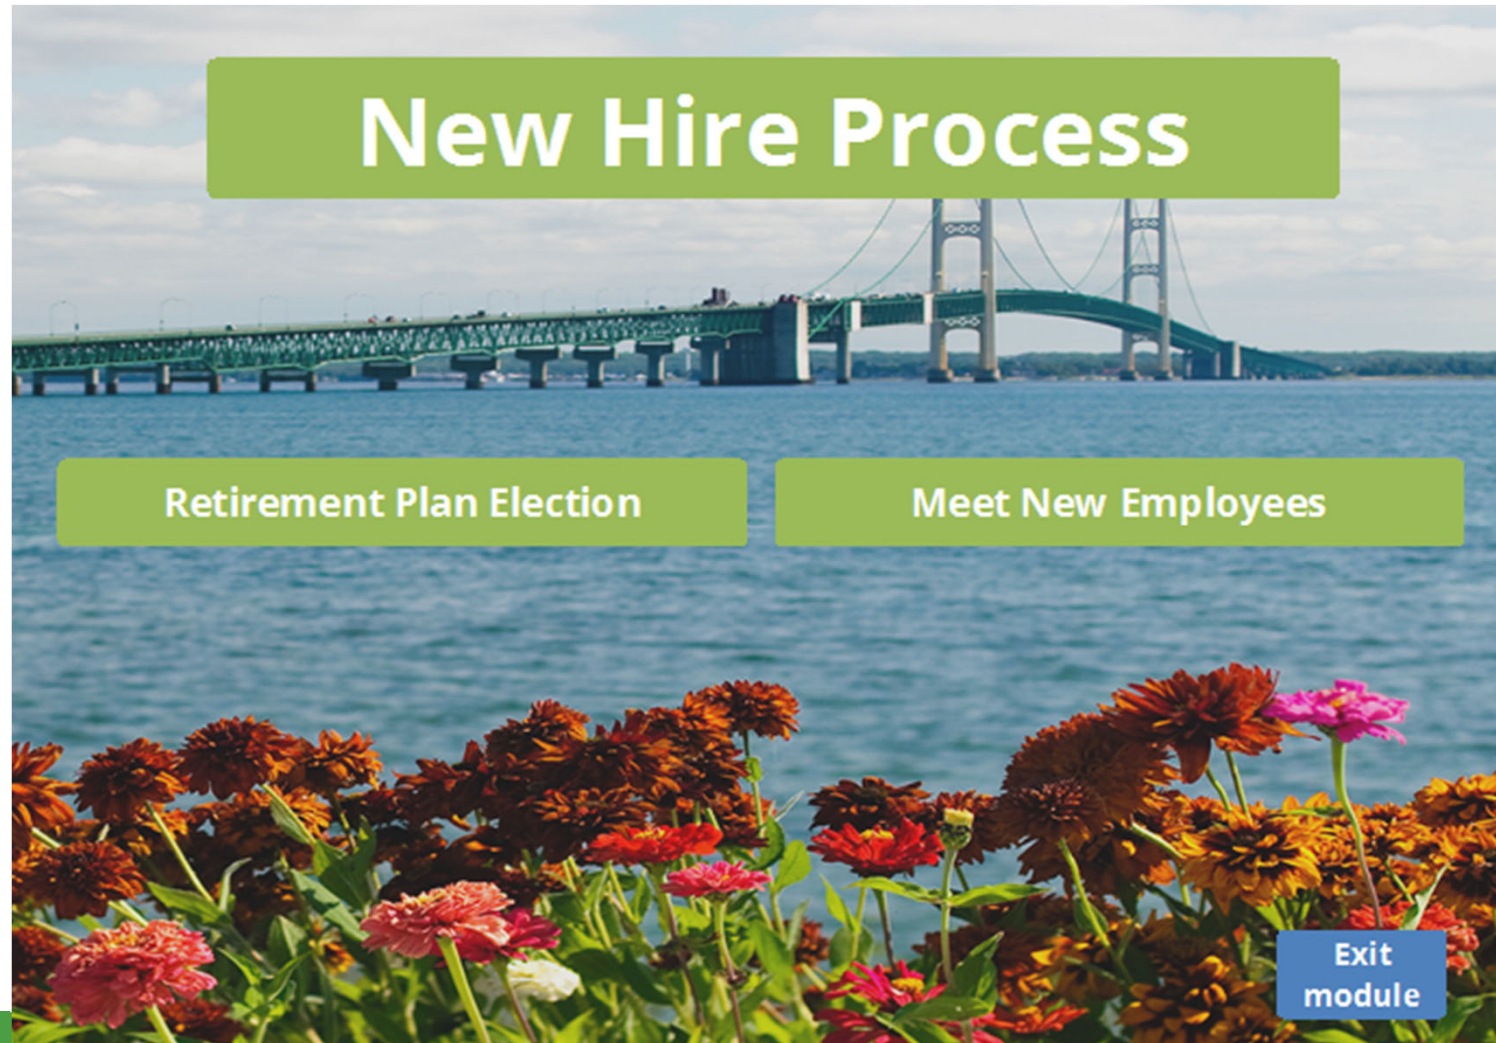 New Hire Process
Retirement Plan Election
Meet New Employees
Exit
module